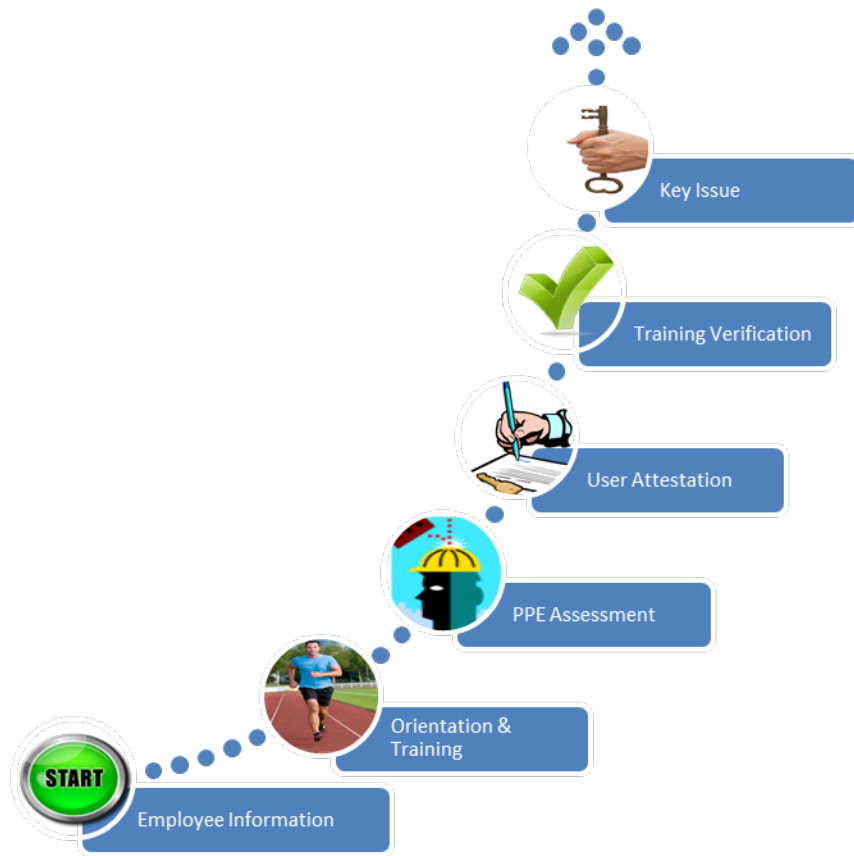 Key Issue
Training Verification
User Attestation
PPE Assessment
Orientation &
Training
START
Employee Information